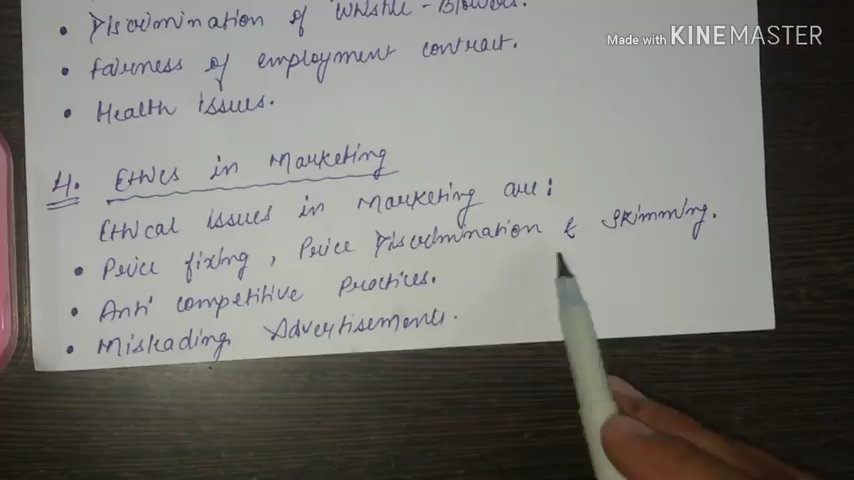 • Discrimination of Whistle-Blowers.
Made with KINEMASTER
• Fairness of employment contract.
• Health issues.
4. Ethics in Marketing
Ethical issues in Marketing are:
• Price fixing, Price Discrimination & Skimming.
• Anti competitive Practices.
• Misleading Advertisements.